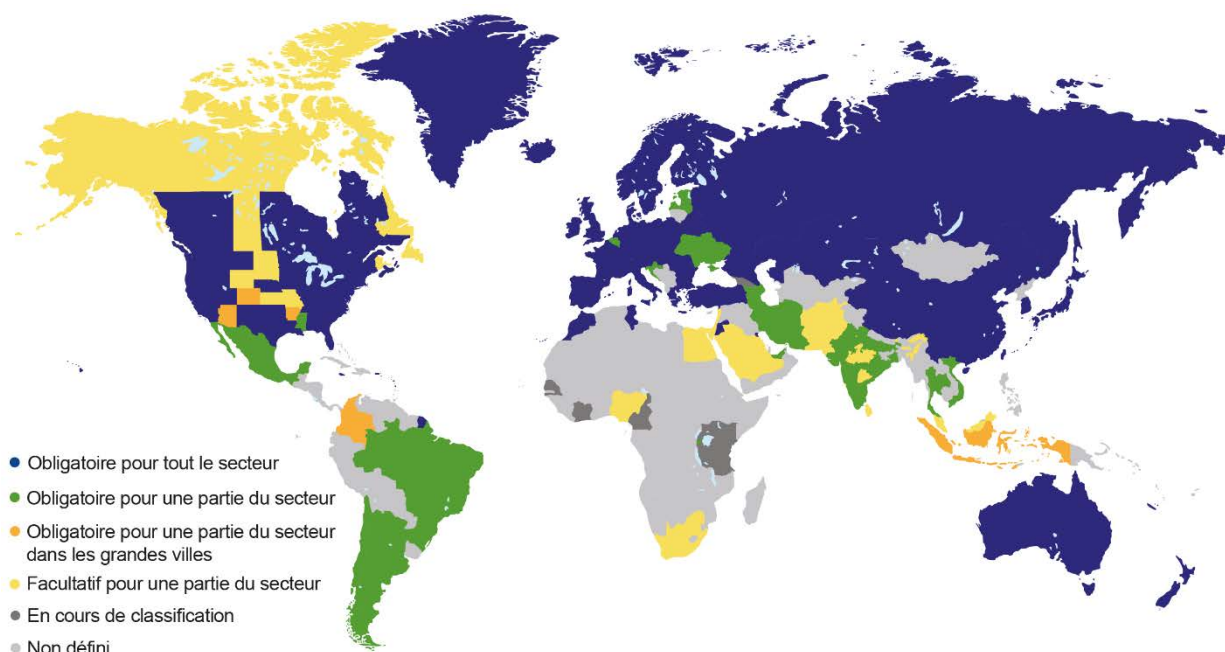 Obligatoire pour tout le secteur
Obligatoire pour une partie du secteur
Obligatoire pour une partie du secteur
dans les grandes villes
Facultatif pour une partie du secteur
En cours de classification
Non défini